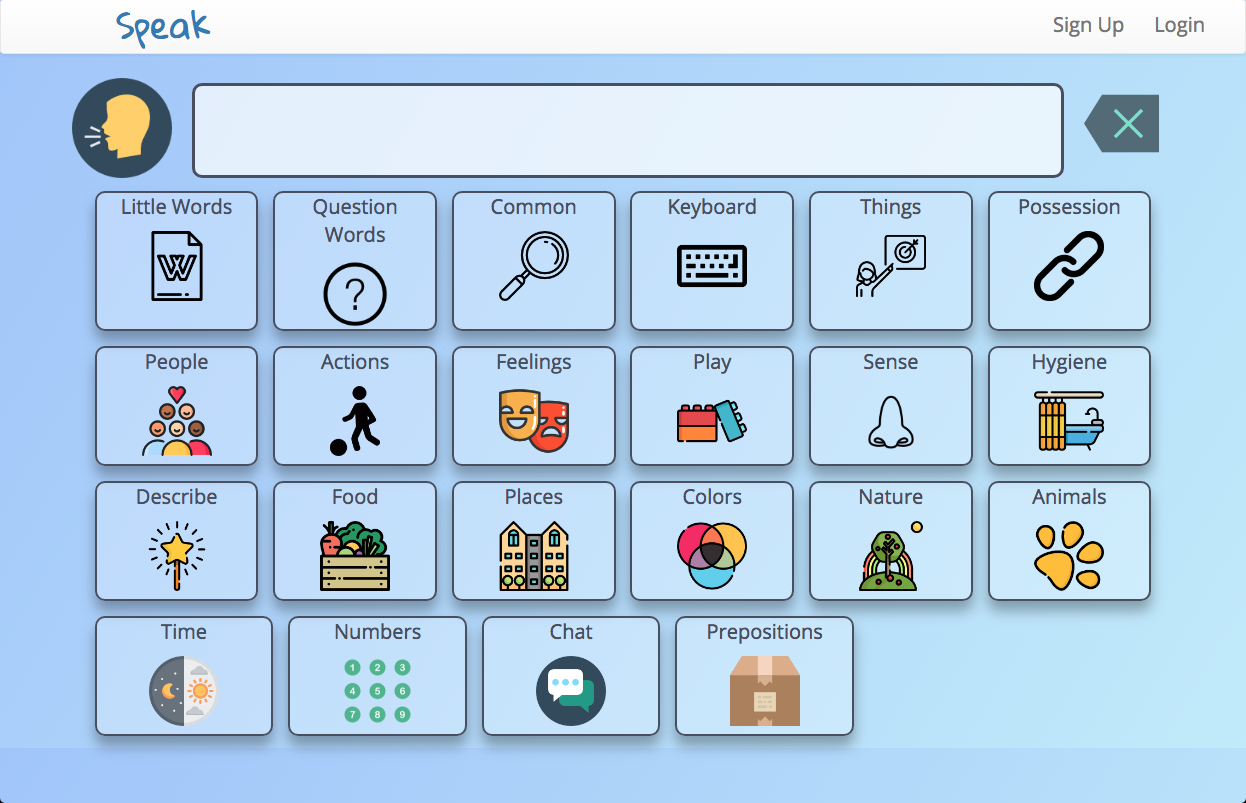 Speak
Sign Up
Login
Little Words
Question
Words
Common
Keyboard
Things
Possession
W
?
People
Actions
Feelings
Play
Sense
Hygiene
Describe
Food
Places
Colors
Nature
Animals
Time
Numbers
Chat
Prepositions
1 2 3
4 5 6
7 8 9